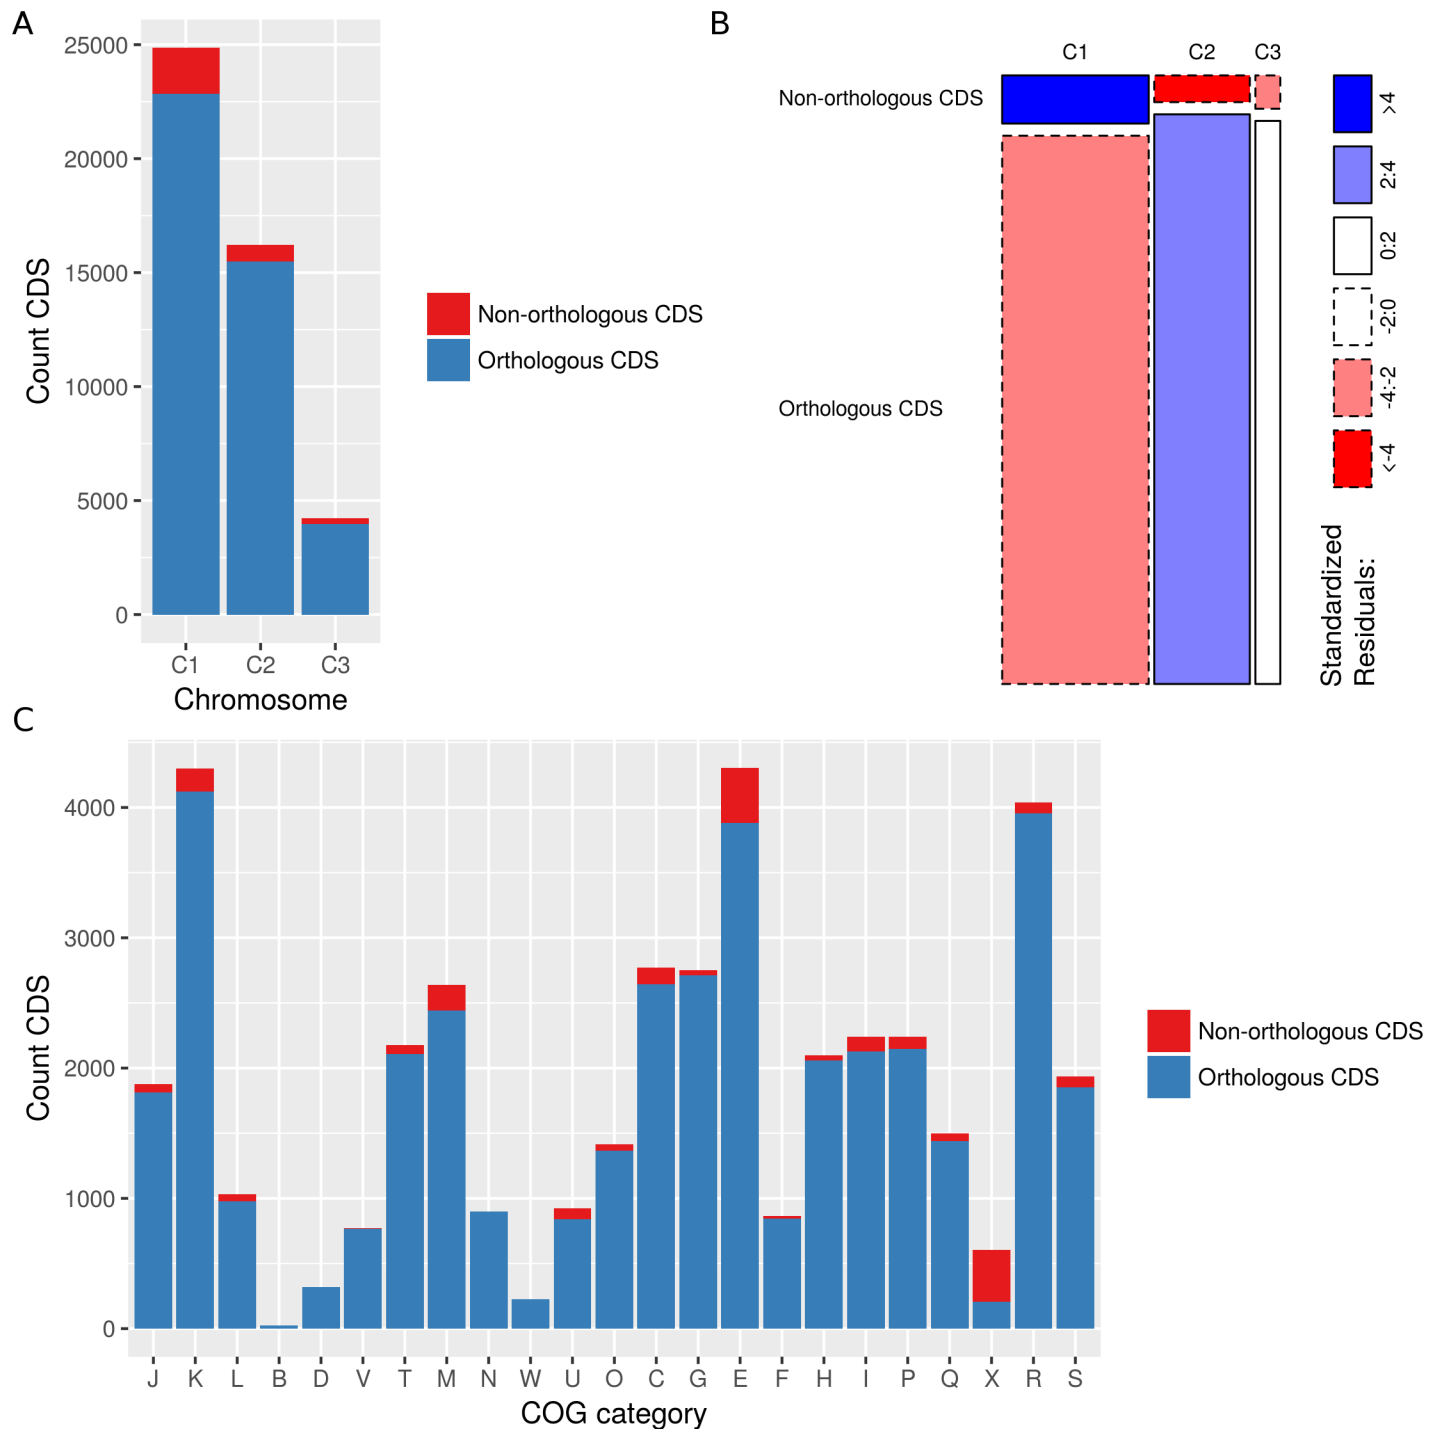 A
25000
20000
15000
10000
5000
0
Count CDS
C1 C2 C3
Chromosome
Non-orthologous CDS
Orthologous CDS
B
C1 C2 C3
Non-orthologous CDS
Orthologous CDS
>4
2:4
0:2
-2:0
-4:-2
<-4
Standardized
Residuals:
C
4000
3000
2000
1000
0
Count CDS
J K L B D V T M N W U O C G E F H I P Q X R S
COG category
Non-orthologous CDS
Orthologous CDS